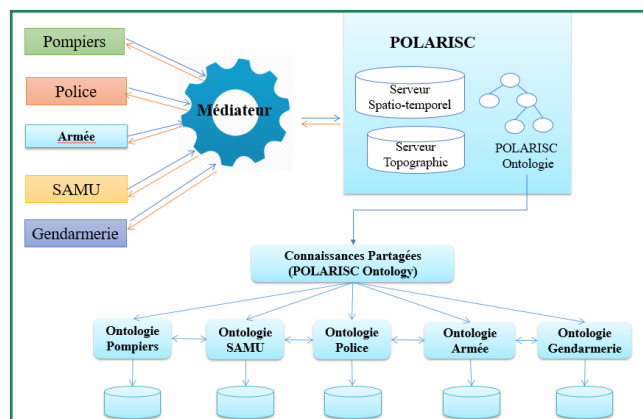 Pompiers
Police
Armée
SAMU
Gendarmerie
Médiateur
POLARISC
Serveur
Spatio-temporel
Serveur
Topographic
POLARISC
Ontologie
Connaissances Partagées
(POLARISC Ontology)
Ontologie
Pompiers
Ontologie
SAMU
Ontologie
Police
Ontologie
Armée
Ontologie
Gendarmerie